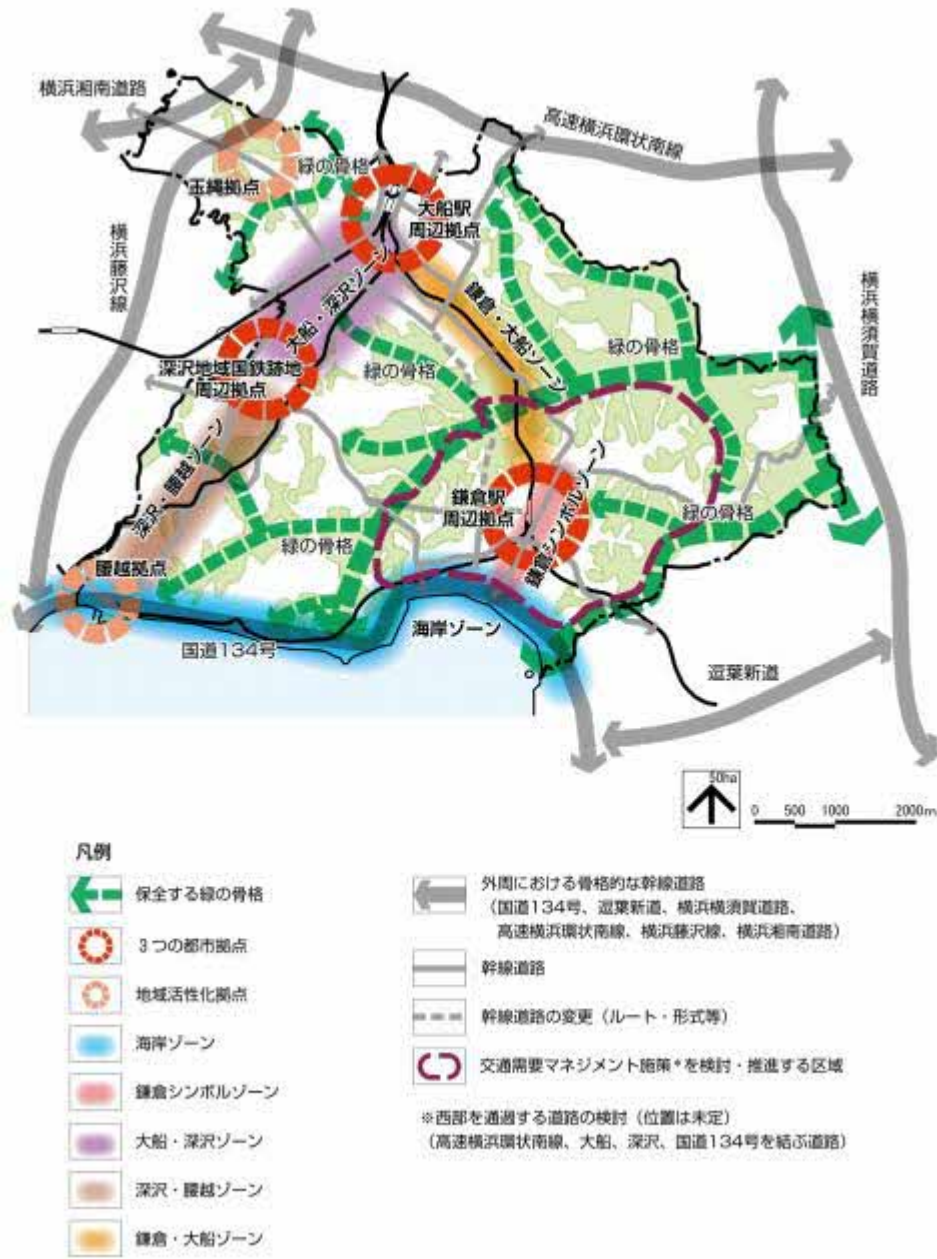 横浜湘南道路
高速横浜環状南線
緑の骨格
玉縄拠点
大船駅
周辺拠点
横浜藤沢線
大船・深沢ゾーン
鎌倉・大船ゾーン
横浜横須賀道路
緑の骨格
深沢地域国鉄跡地
周辺拠点
緑の骨格
深沢・腰越ゾーン
鎌倉駅
周辺拠点
鎌倉シンボルゾーン
緑の骨格
緑の骨格
腰越拠点
海岸ゾーン
国道134号
逗葉新道
50ha
0 500 1000 2000m
凡例
保全する緑の骨格
3つの都市拠点
地域活性化拠点
海岸ゾーン
鎌倉シンボルゾーン
大船・深沢ゾーン
深沢・腰越ゾーン
鎌倉・大船ゾーン
外周における骨格的な幹線道路
(国道134号、逗葉新道、横浜横須賀道路、
高速横浜環状南線、横浜藤沢線、横浜湘南道路)
幹線道路
幹線道路の変更(ルート・形式等)
交通需要マネジメント施策*を検討・推進する区域
※西部を通過する道路の検討(位置は未定)
(高速横浜環状南線、大船、深沢、国道134号を結ぶ道路)